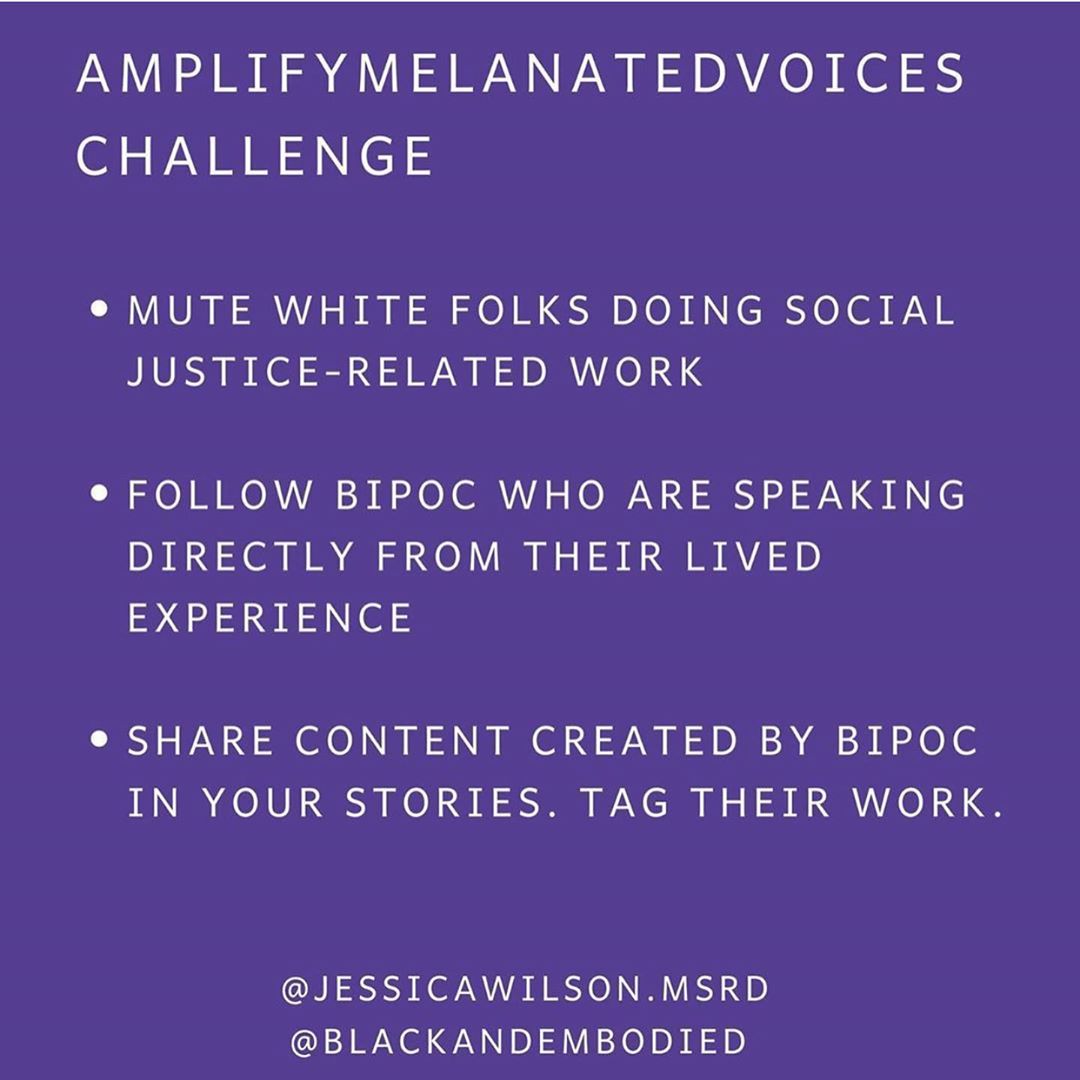 AMPLIFYMELANATEDVOICES
CHALLENGE
• MUTE WHITE FOLKS DOING SOCIAL
JUSTICE-RELATED WORK
• FOLLOW BIPOC WHO ARE SPEAKING
DIRECTLY FROM THEIR LIVED
EXPERIENCE
• SHARE CONTENT CREATED BY BIPOC
IN YOUR STORIES. TAG THEIR WORK.
@JESSICAWILSON.MSRD
@BLACKANDEMBODIED